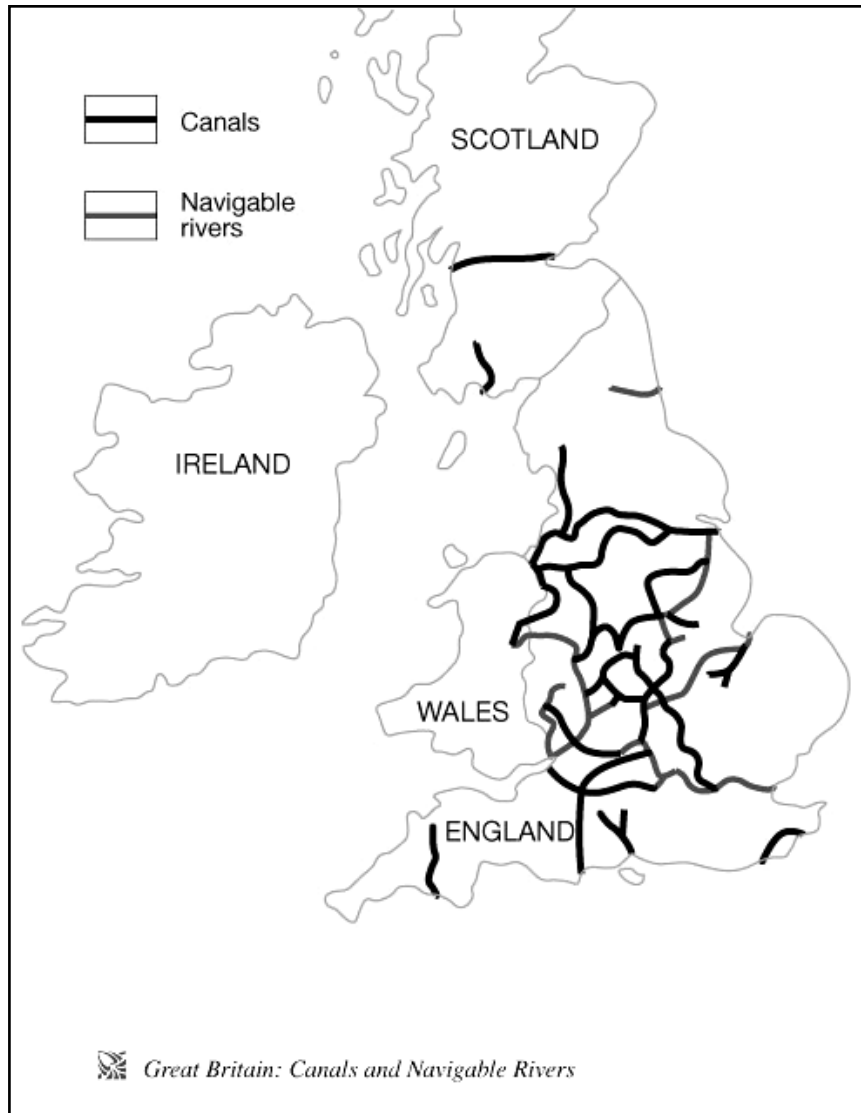 Canals
SCOTLAND
Navigable
rivers
IRELAND
WALES
ENGLAND
Great Britain: Canals and Navigable Rivers